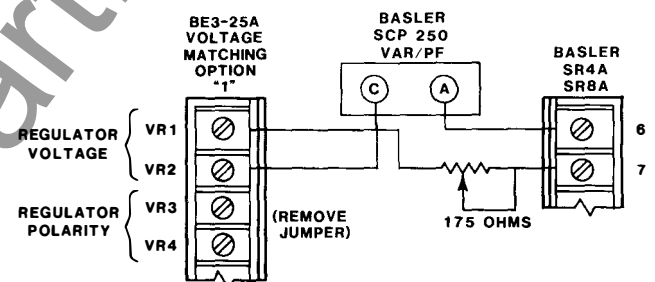 BE3-25A
VOLTAGE
MATCHING
OPTION
"1"
BASLER
SCP 250
VAR/PF
C
A
BASLER
SR4A
SR8A
REGULATOR
VOLTAGE
VR1
VR2
6
7
175 OHMS
REGULATOR
POLARITY
VR3
VR4
(REMOVE
JUMPER)